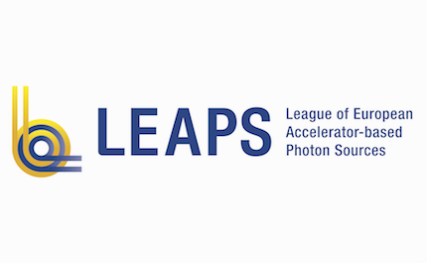 LEAPS
League of European
Accelerator-based
Photon Sources